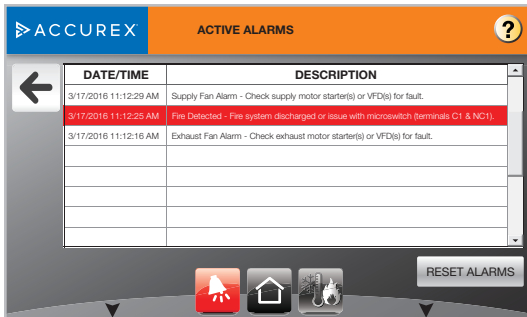 ACCUREX
ACTIVE ALARMS
?
DATE/TIME DESCRIPTION
3/17/2016 11:12:29 AM Supply Fan Alarm - Check supply motor starter(s) or VFD(s) for fault.
3/17/2016 11:12:25 AM Fire Detected - Fire system discharged or issue with microswitch (terminals C1 & NC1).
3/17/2016 11:12:16 AM Exhaust Fan Alarm - Check exhaust motor starter(s) or VFD(s) for fault.
RESET ALARMS